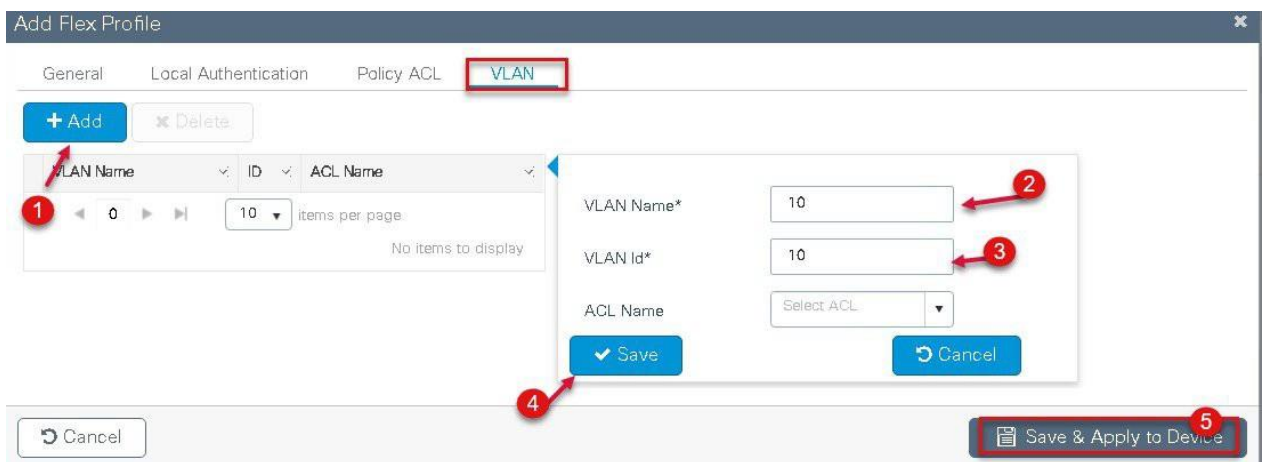 Add Flex Profile
General Local Authentication Policy ACL VLAN
+ Add ✖ Delete
VLAN Name ID ACL Name
1 0 10 items per page
No items to display
VLAN Name* 10 2
VLAN Id* 10 3
ACL Name Select ACL
Save Cancel
4
Cancel Save & Apply to Device 5